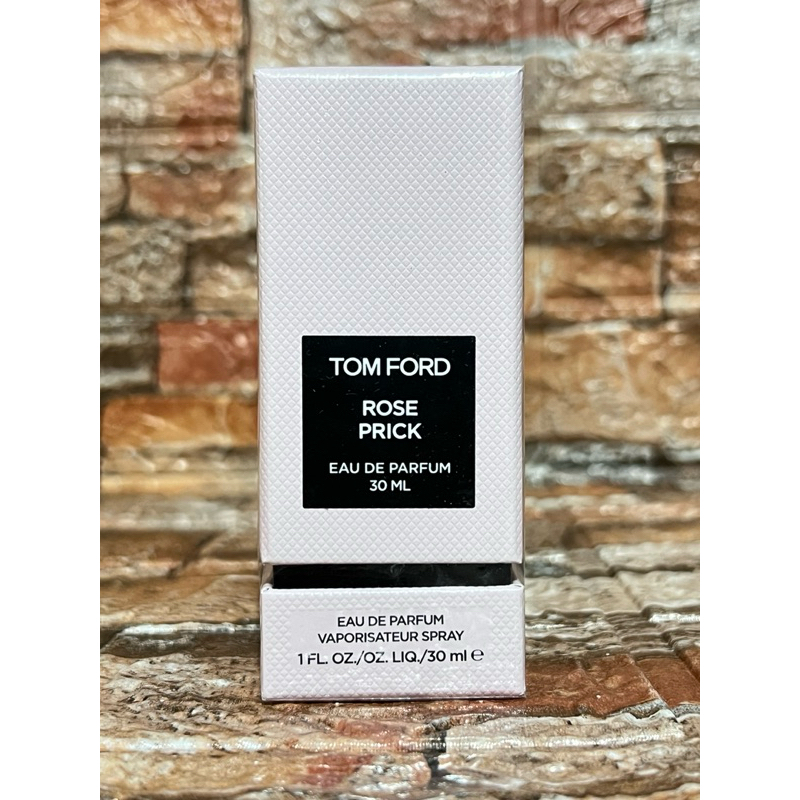 TOM FORD
ROSE
PRICK
EAU DE PARFUM
30 ML
EAU DE PARFUM
VAPORISATEUR SPRAY
1 FL. OZ./OZ. LIQ./30 ml ℮